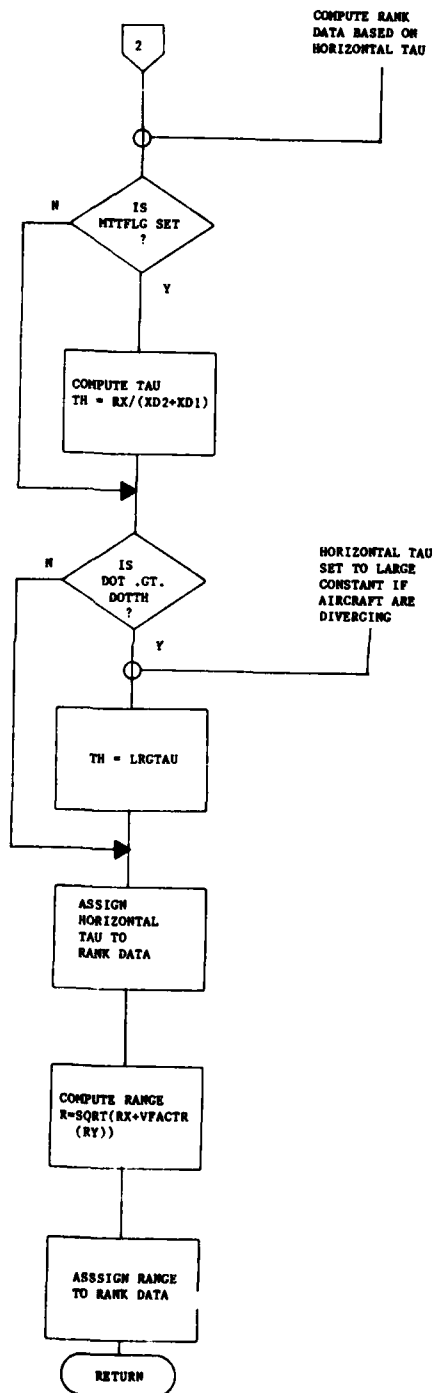 COMPUTE RANK
DATA BASED ON
HORIZONTAL TAU
2
N
IS
MTTFLG SET
?
Y
COMPUTE TAU
TH = RX/(XD2+XD1)
N
IS
DOT .GT.
DOTTH
?
Y
HORIZONTAL TAU
SET TO LARGE
CONSTANT IF
AIRCRAFT ARE
DIVERGING
TH = LRGTAU
ASSIGN
HORIZONTAL
TAU TO
RANK DATA
COMPUTE RANGE
R=SQRT(RX+VFACTR
(RY))
ASSSIGN RANGE
TO RANK DATA
RETURN